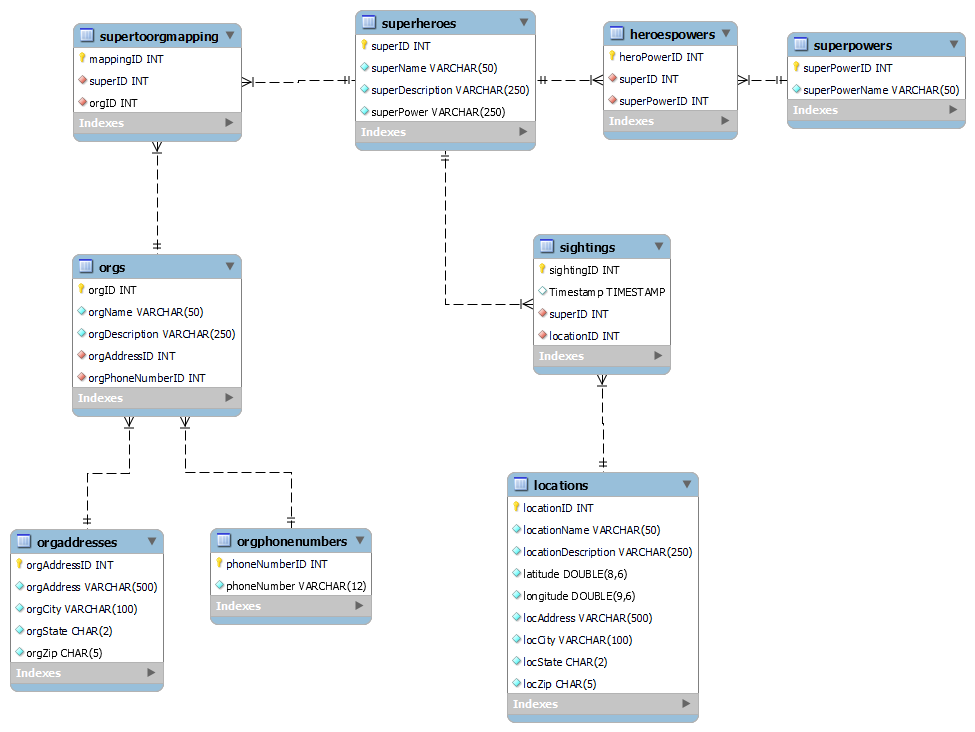 supertoorgmapping
mappingID INT
superID INT
orgID INT
Indexes
superheroes
superID INT
superName VARCHAR(50)
superDescription VARCHAR(250)
superPower VARCHAR(250)
Indexes
heroespowers
heroPowerID INT
superID INT
superPowerID INT
Indexes
superpowers
superPowerID INT
superPowerName VARCHAR(50)
Indexes
orgs
orgID INT
orgName VARCHAR(50)
orgDescription VARCHAR(250)
orgAddressID INT
orgPhoneNumberID INT
Indexes
sightings
sightingID INT
Timestamp TIMESTAMP
superID INT
locationID INT
Indexes
orgaddresses
orgAddressID INT
orgAddress VARCHAR(500)
orgCity VARCHAR(100)
orgState CHAR(2)
orgZip CHAR(5)
Indexes
orgphonenumbers
phoneNumberID INT
phoneNumber VARCHAR(12)
Indexes
locations
locationID INT
locationName VARCHAR(50)
locationDescription VARCHAR(250)
latitude DOUBLE(8,6)
longitude DOUBLE(9,6)
locAddress VARCHAR(500)
locCity VARCHAR(100)
locState CHAR(2)
locZip CHAR(5)
Indexes